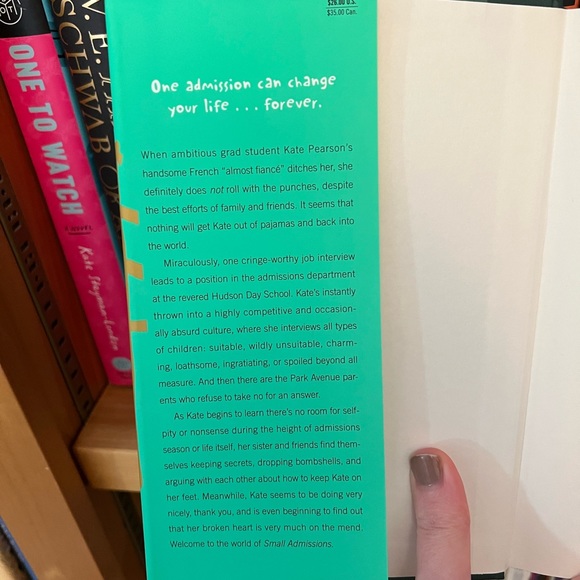 ONE TO WATCH
a novel
Kate Stayman-London
V. E.
SCHWAB
$26.00 U.S.
$35.00 Can.
One admission can change
your life . . . forever.
When ambitious grad student Kate Pearson's
handsome French "almost fiancé" ditches her, she
definitely does not roll with the punches, despite
the best efforts of family and friends. It seems that
nothing will get Kate out of pajamas and back into
the world.
Miraculously, one cringe-worthy job interview
leads to a position in the admissions department
at the revered Hudson Day School. Kate's instantly
thrown into a highly competitive and occasion-
ally absurd culture, where she interviews all types
of children: suitable, wildly unsuitable, charm-
ing, loathsome, ingratiating, or spoiled beyond all
measure. And then there are the Park Avenue par-
ents who refuse to take no for an answer.
As Kate begins to learn there's no room for self-
pity or nonsense during the height of admissions
season or life itself, her sister and friends find them-
selves keeping secrets, dropping bombshells, and
arguing with each other about how to keep Kate on
her feet. Meanwhile, Kate seems to be doing very
nicely, thank you, and is even beginning to find out
that her broken heart is very much on the mend.
Welcome to the world of Small Admissions.